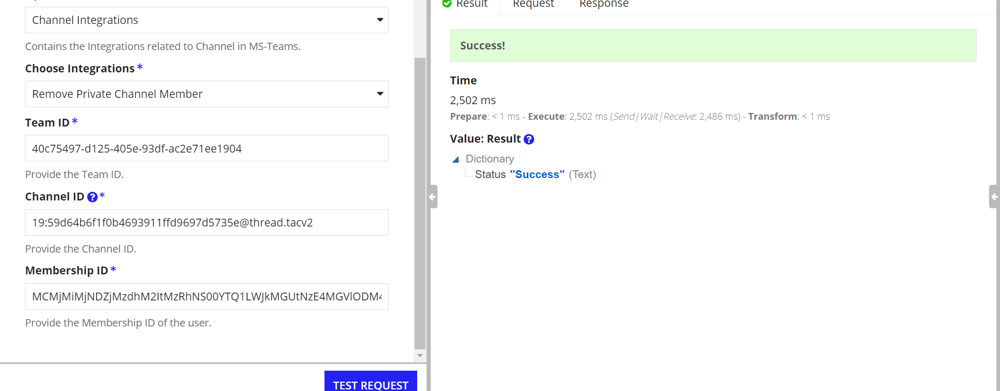 Channel Integrations
Contains the Integrations related to Channel in MS-Teams.
Choose Integrations *
Remove Private Channel Member
Team ID *
40c75497-d125-405e-93df-ac2e71ee1904
Provide the Team ID.
Channel ID ? *
19:59d64b6f1f0b4693911ffd9697d5735e@thread.tacv2
Provide the Channel ID.
Membership ID *
MCMjMiMjNDZjMzdhM2ItMzRhNS00YTQ1LWJkMGUtNzE4MGVlODM4
Provide the Membership ID of the user.
TEST REQUEST
Result Request Response
Success!
Time
2,502 ms
Prepare: < 1 ms - Execute: 2,502 ms (Send|Wait|Receive: 2,486 ms) - Transform: < 1 ms
Value: Result ?
Dictionary
Status "Success" (Text)